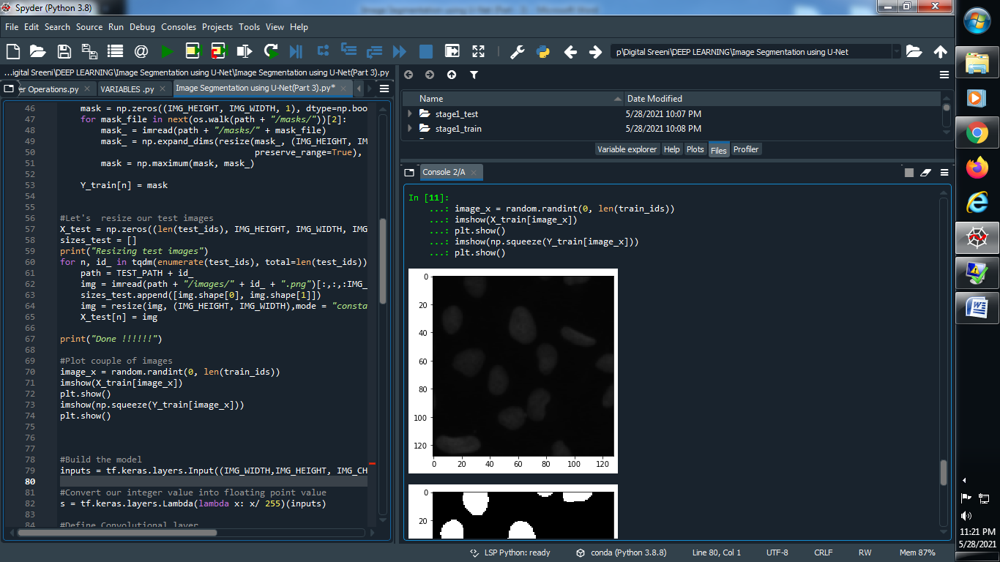 Spyder (Python 3.8)
File Edit Search Source Run Debug Consoles Projects Tools View Help
p\Digital Sreeni\DEEP LEARNING\Image Segmentation using U-Net
...igital Sreeni\DEEP LEARNING\Image Segmentation using U-Net\Image Segmentation using U-Net(Part 3).py
er Operations.py VARIABLES .py Image Segmentation using U-Net(Part 3).py*
46 mask = np.zeros((IMG_HEIGHT, IMG_WIDTH, 1), dtype=np.boo
47 for mask_file in next(os.walk(path + "/masks/"))[2]:
48 mask_ = imread(path + "/masks/" + mask_file)
49 mask_ = np.expand_dims(resize(mask_, (IMG_HEIGHT, IM
50 preserve_range=True),
51 mask = np.maximum(mask, mask_)
52
53 Y_train[n] = mask
54
55
56 #Let's  resize our test images
57 X_test = np.zeros((len(test_ids), IMG_HEIGHT, IMG_WIDTH, IMG
58 sizes_test = []
59 print("Resizing test images")
60 for n, id_ in tqdm(enumerate(test_ids), total=len(test_ids))
61 path = TEST_PATH + id_
62 img = imread(path + "/images/" + id_ + ".png")[:,:,:IMG_
63 sizes_test.append([img.shape[0], img.shape[1]])
64 img = resize(img, (IMG_HEIGHT, IMG_WIDTH),mode = "consta
65 X_test[n] = img
66
67 print("Done !!!!!!")
68
69 #Plot couple of images
70 image_x = random.randint(0, len(train_ids))
71 imshow(X_train[image_x])
72 plt.show()
73 imshow(np.squeeze(Y_train[image_x]))
74 plt.show()
75
76
77
78 #Build the model
79 inputs = tf.keras.layers.Input((IMG_WIDTH,IMG_HEIGHT, IMG_CH
80
81 #Convert our integer value into floating point value
82 s = tf.keras.layers.Lambda(lambda x: x/ 255)(inputs)
83
84 #Define Convolutional layer
Name Date Modified
stage1_test 5/28/2021 10:07 PM
stage1_train 5/28/2021 10:08 PM
Variable explorer Help Plots Files Profiler
Console 2/A
In [11]:
...: image_x = random.randint(0, len(train_ids))
...: imshow(X_train[image_x])
...: plt.show()
...: imshow(np.squeeze(Y_train[image_x]))
...: plt.show()
0
20
40
60
80
100
120
0 20 40 60 80 100 120
0
20
LSP Python: ready conda (Python 3.8.8) Line 80, Col 1 UTF-8 CRLF RW Mem 87%
11:21 PM
5/28/2021